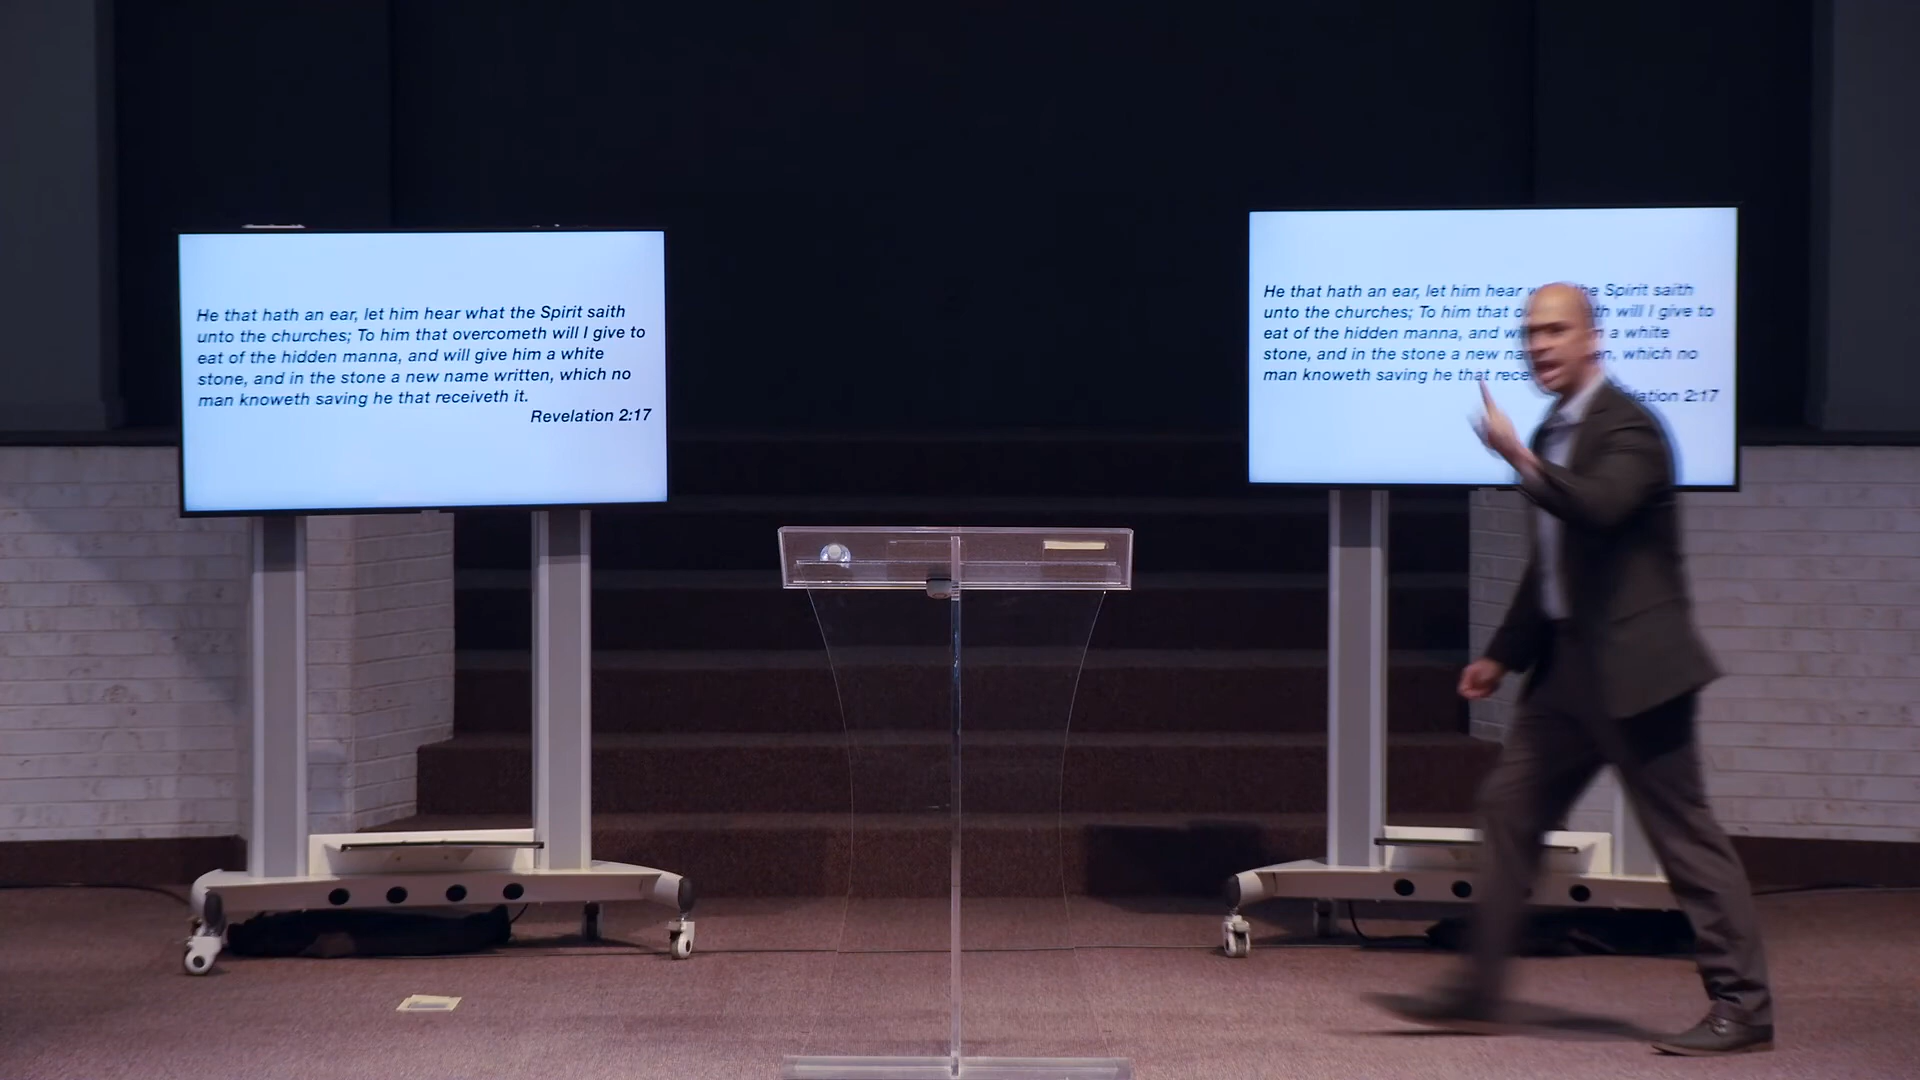 He that hath an ear, let him hear what the Spirit saith
unto the churches; To him that overcometh will I give to
eat of the hidden manna, and will give him a white
stone, and in the stone a new name written, which no
man knoweth saving he that receiveth it.
Revelation 2:17
He that hath an ear, let him hear the Spirit saith
unto the churches; To him that will I give to
eat of the hidden manna, and a white
stone, and in the stone a new which no
man knoweth saving he that
2:17